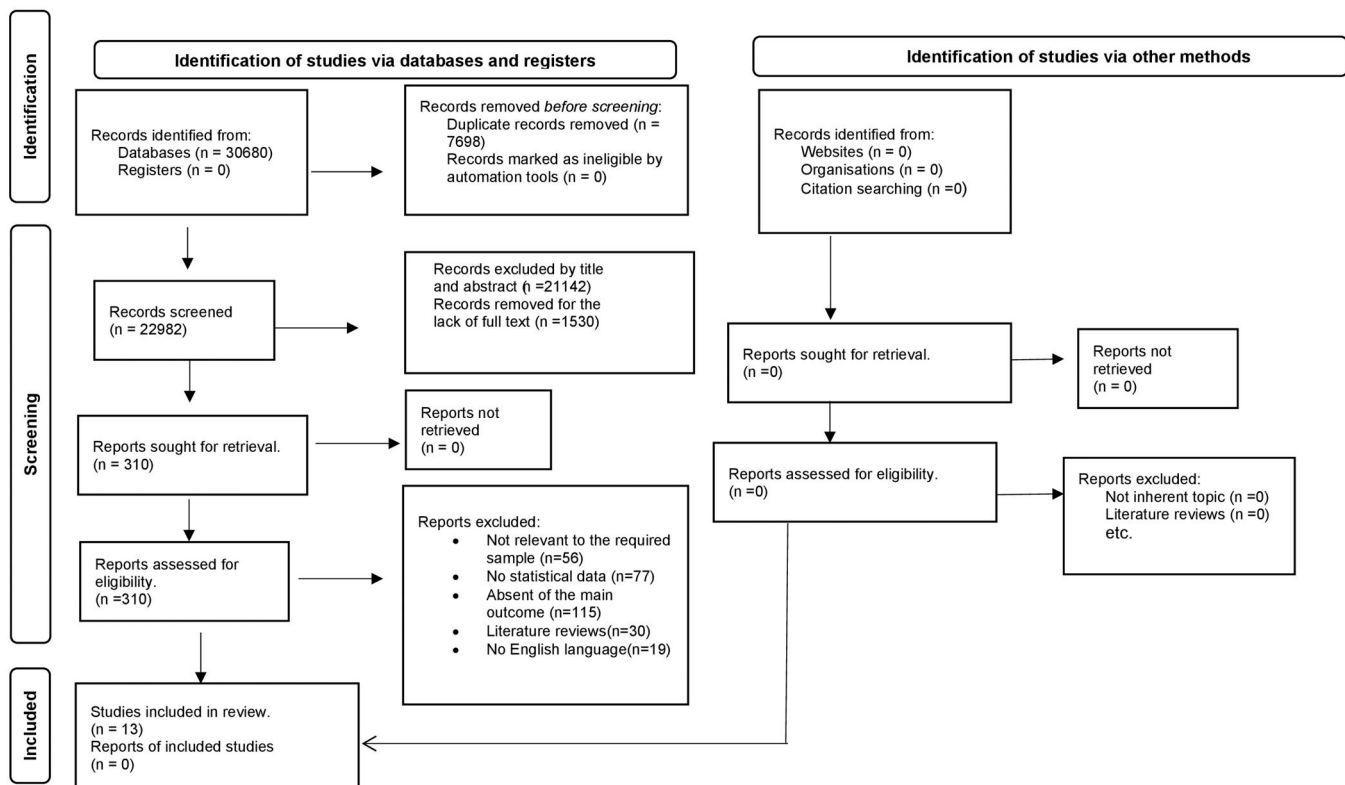 Identification
Identification of studies via databases and registers
Records identified from:
Databases (n = 30680)
Registers (n = 0)
Records removed before screening:
Duplicate records removed (n =
7698)
Records marked as ineligible by
automation tools (n = 0)
Screening
Records screened
(n = 22982)
Records excluded by title
and abstract (n =21142)
Records removed for the
lack of full text (n =1530)
Reports sought for retrieval.
(n = 310)
Reports not
retrieved
(n = 0)
Reports assessed for
eligibility.
(n =310)
Reports excluded:
• Not relevant to the required
sample (n=56)
• No statistical data (n=77)
• Absent of the main
outcome (n=115)
• Literature reviews(n=30)
• No English language(n=19)
Included
Studies included in review.
(n = 13)
Reports of included studies
(n = 0)
Identification of studies via other methods
Records identified from:
Websites (n = 0)
Organisations (n = 0)
Citation searching (n =0)
Reports sought for retrieval.
(n =0)
Reports not
retrieved
(n = 0)
Reports assessed for eligibility.
(n =0)
Reports excluded:
Not inherent topic (n =0)
Literature reviews (n =0)
etc.